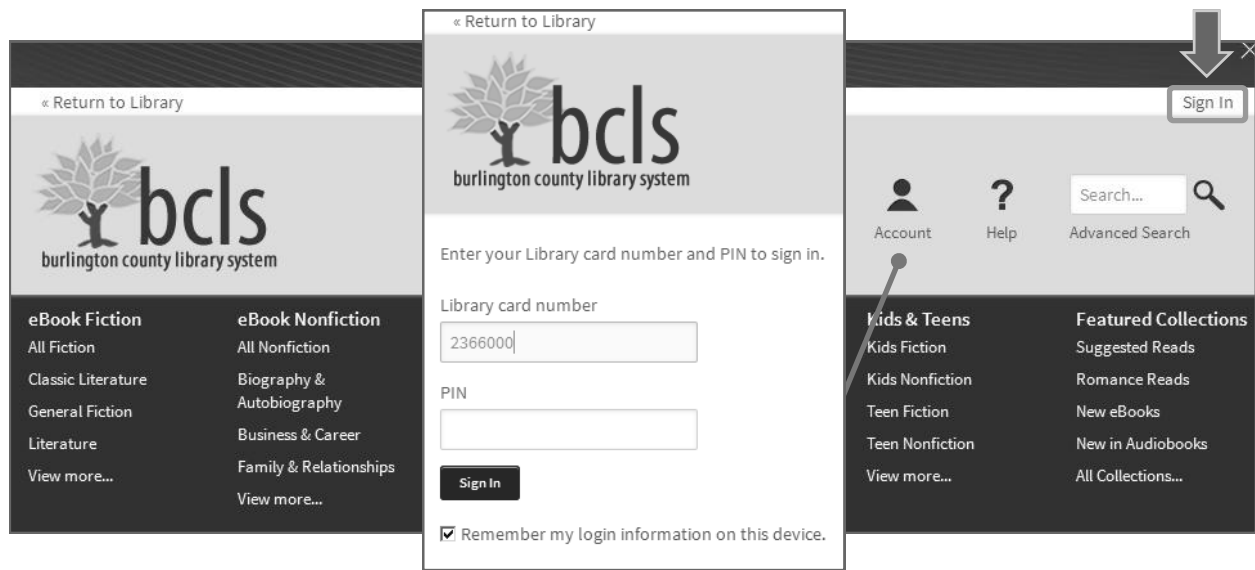 « Return to Library
bcls
burlington county library system
eBook Fiction
All Fiction
Classic Literature
General Fiction
Literature
View more...
eBook Nonfiction
All Nonfiction
Biography &
Autobiography
Business & Career
Family & Relationships
View more...
« Return to Library
bcls
burlington county library system
Enter your Library card number and PIN to sign in.
Library card number
2366000
PIN
Sign In
Remember my login information on this device.
Sign In
Account
Help
Search...
Advanced Search
Kids & Teens
Kids Fiction
Kids Nonfiction
Teen Fiction
Teen Nonfiction
View more...
Featured Collections
Suggested Reads
Romance Reads
New eBooks
New in Audiobooks
All Collections...